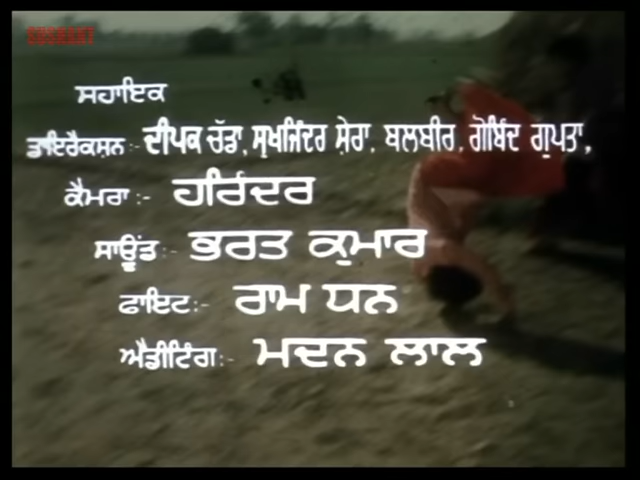 ਸਹਾਇਕ
ਡਾਇਰੈਕਸ਼ਨ :- ਦੀਪਕ ਚੱਡਾ, ਸੁਖਜਿੰਦਰ ਸ਼ੇਰਾ, ਬਲਬੀਰ, ਗੋਬਿੰਦ ਗੁਪਤਾ,
ਕੈਮਰਾ :- ਹਰਿੰਦਰ
ਸਾਊਂਡ :- ਭਰਤ ਕੁਮਾਰ
ਫਾਇਟ :- ਰਾਮ ਧਨ
ਐਡੀਟਿੰਗ :- ਮਦਨ ਲਾਲ